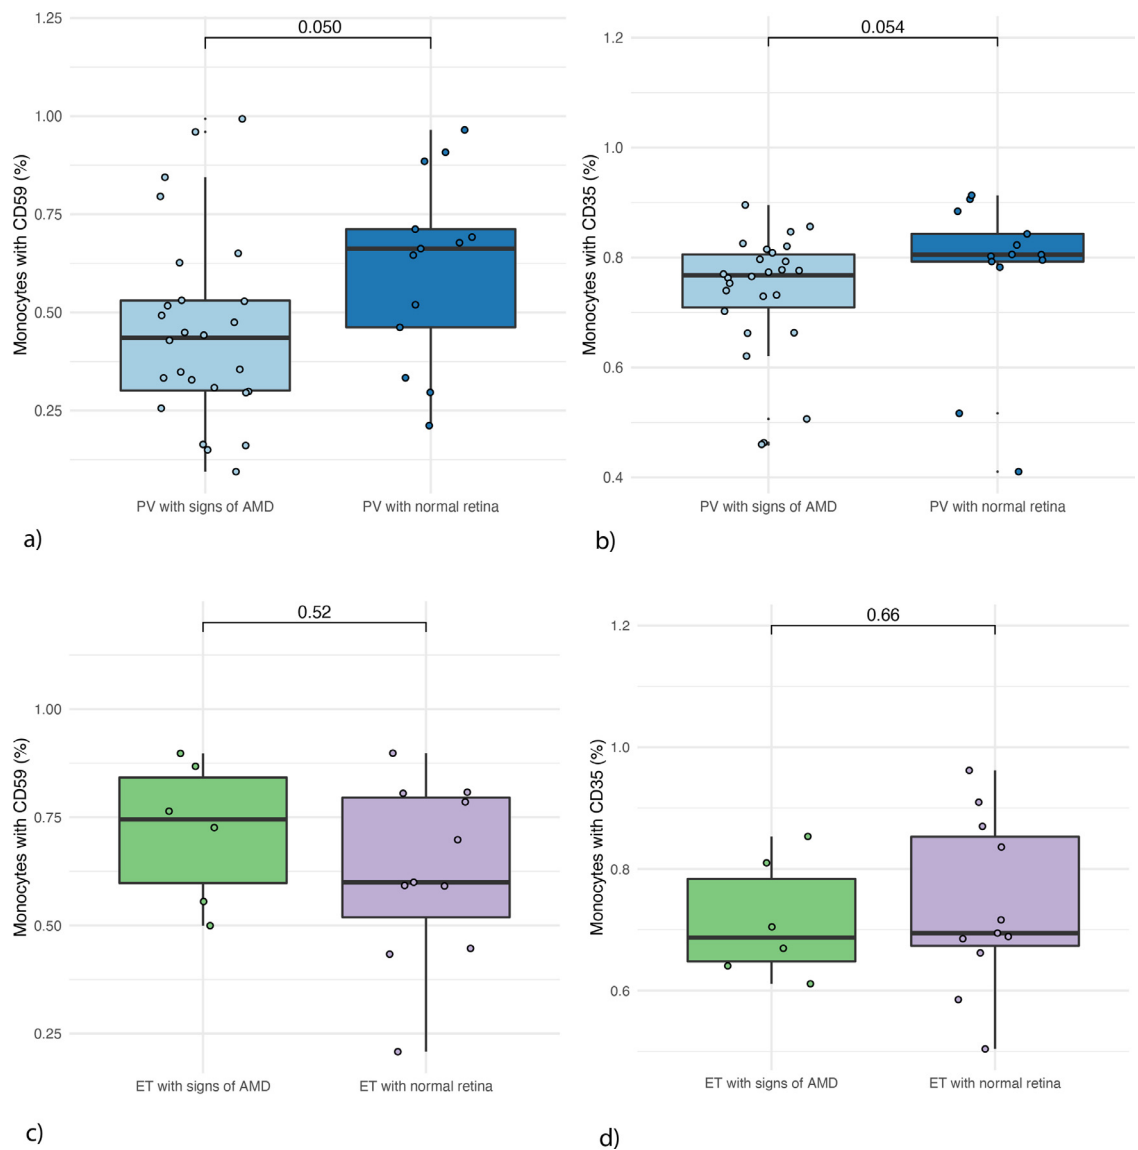 0.050
1.25
1.00
0.75
0.50
0.25
Monocytes with CD59 (%)
PV with signs of AMD
PV with normal retina
a)
0.054
1.2
1.0
0.8
0.6
0.4
Monocytes with CD35 (%)
PV with signs of AMD
PV with normal retina
b)
0.52
1.00
0.75
0.50
0.25
Monocytes with CD59 (%)
ET with signs of AMD
ET with normal retina
c)
0.66
1.2
1.0
0.8
0.6
Monocytes with CD35 (%)
ET with signs of AMD
ET with normal retina
d)